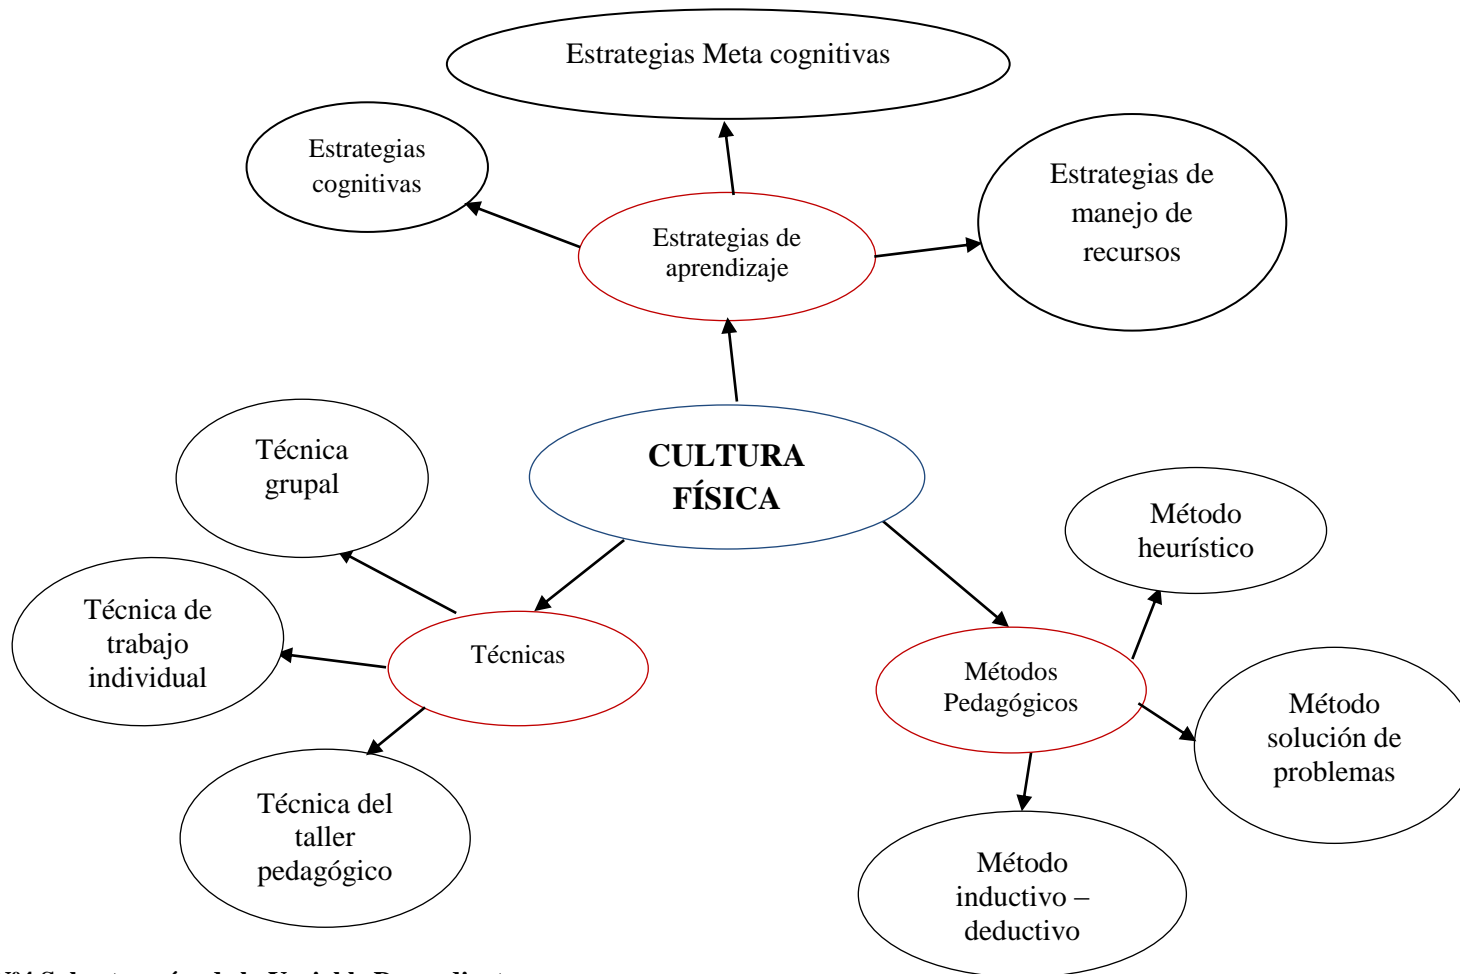 Estrategias Meta cognitivas
Estrategias
cognitivas
Estrategias de
manejo de
recursos
Estrategias de
aprendizaje
CULTURA
FÍSICA
Técnica
grupal
Técnica de
trabajo
individual
Técnicas
Técnica del
taller
pedagógico
Método
heurístico
Métodos
Pedagógicos
Método
solución de
problemas
Método
inductivo –
deductivo